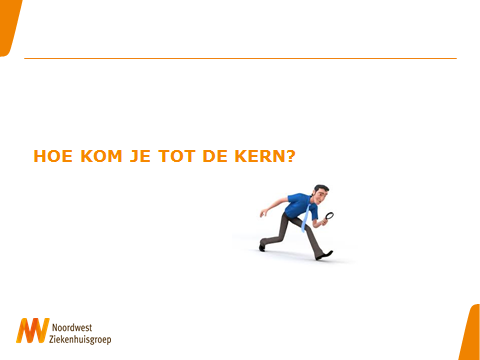 HOE KOM JE TOT DE KERN?
Noordwest
Ziekenhuisgroep